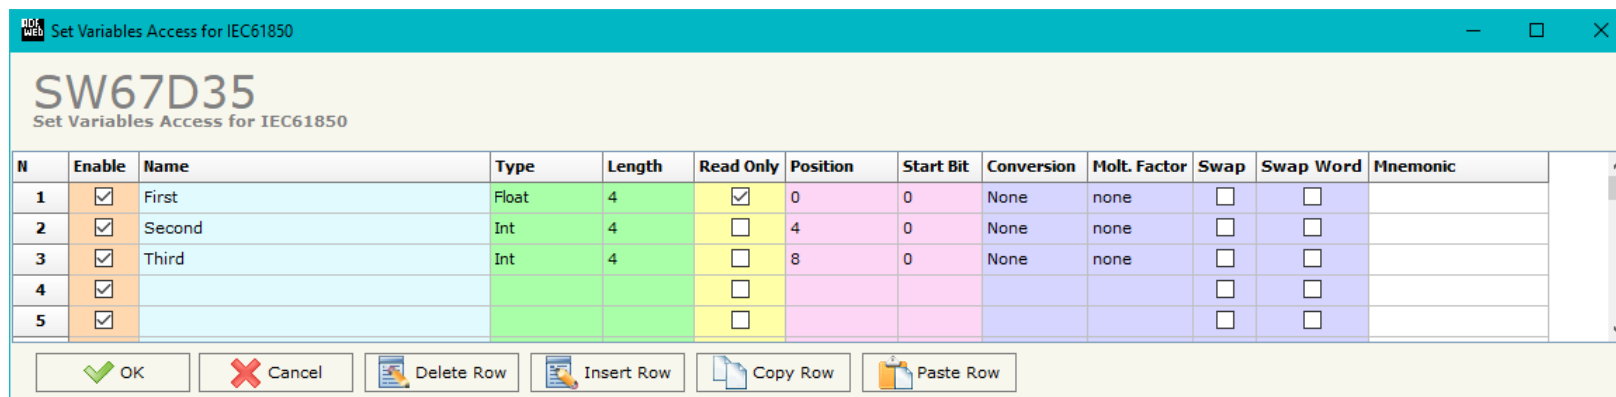 ADF WEB Set Variables Access for IEC61850
SW67D35
Set Variables Access for IEC61850
N Enable Name Type Length Read Only Position Start Bit Conversion Molt. Factor Swap Swap Word Mnemonic
1 First Float 4 0 0 None none
2 Second Int 4 4 0 None none
3 Third Int 4 8 0 None none
4
5
OK Cancel Delete Row Insert Row Copy Row Paste Row